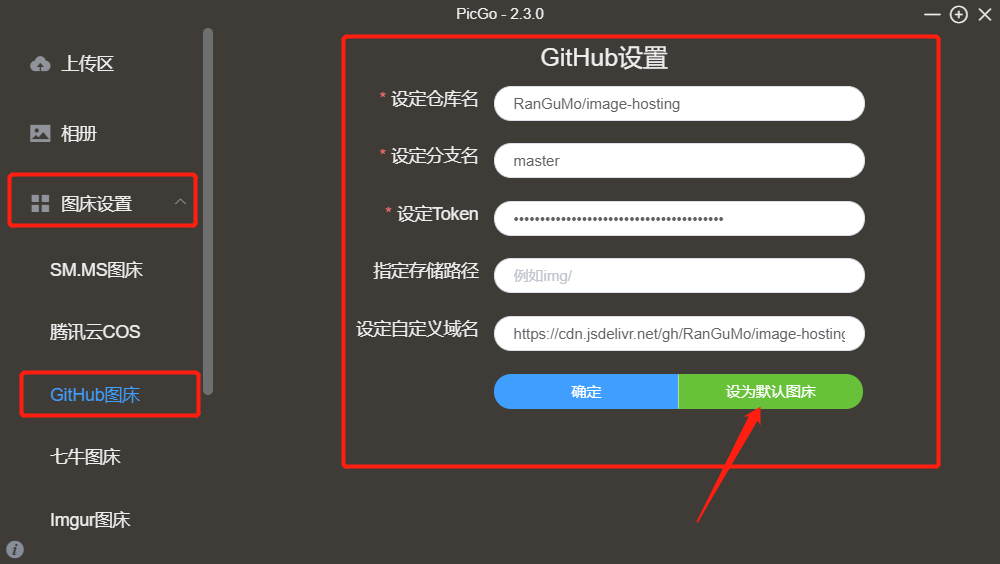 PicGo - 2.3.0
上传区
相册
图床设置
SM.MS图床
腾讯云COS
GitHub图床
七牛图床
Imgur图床
GitHub设置
* 设定仓库名 RanGuMo/image-hosting
* 设定分支名 master
* 设定Token ••••••••••••••••••••••••••••••••••••••••
指定存储路径 例如img/
设定自定义域名 https://cdn.jsdelivr.net/gh/RanGuMo/image-hosting
确定 设为默认图床